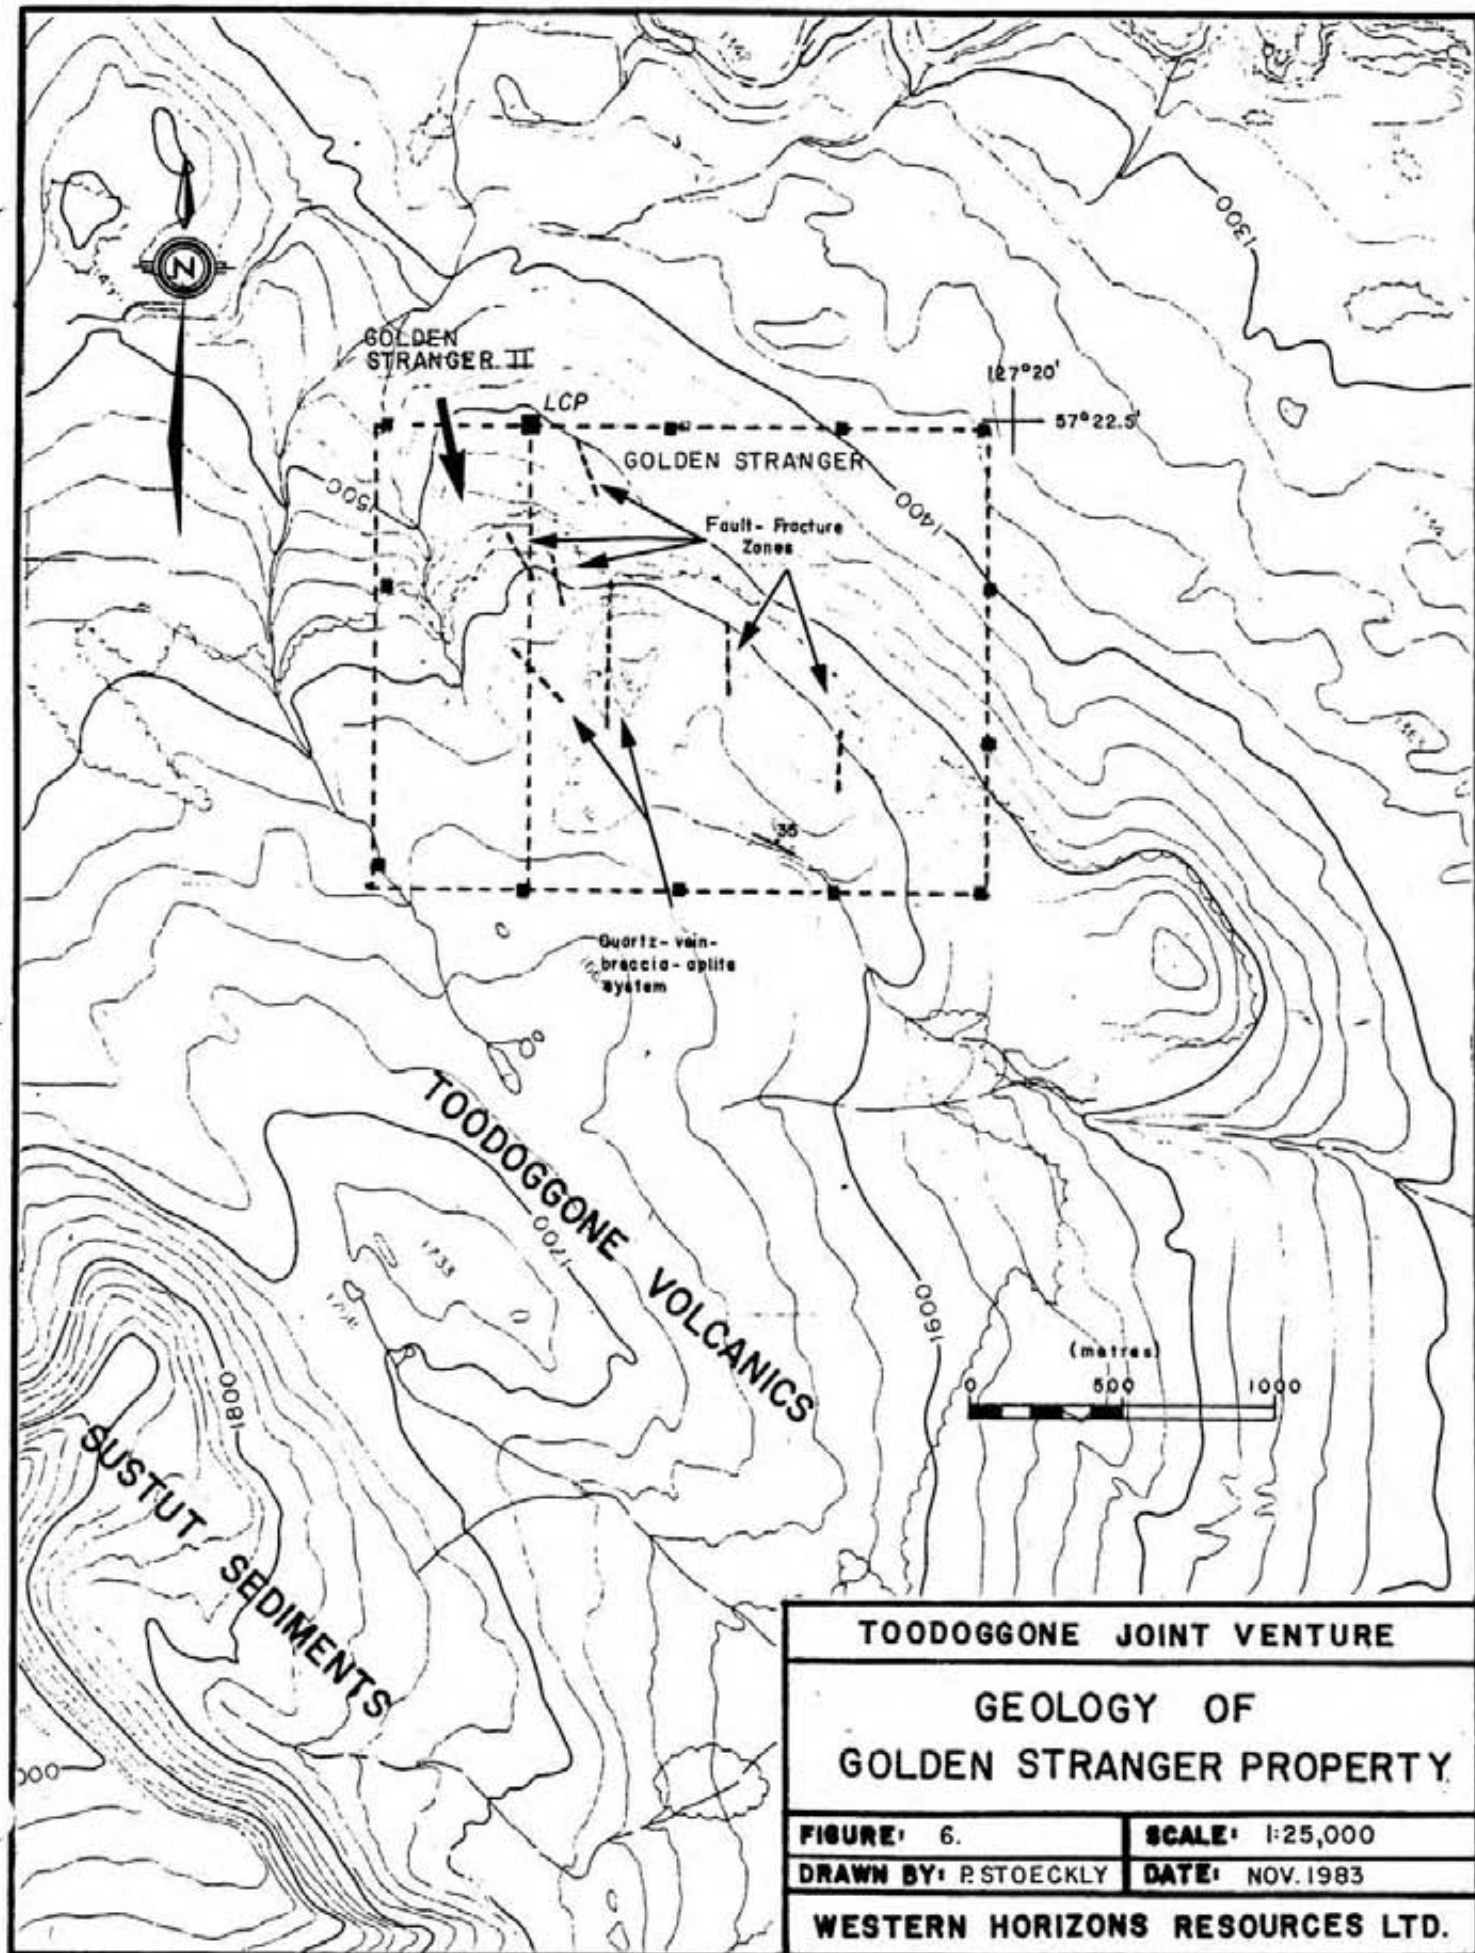 1300
N
GOLDEN
STRANGER II
LCP
127°20'
57°22.5'
GOLDEN STRANGER
1500
1400
Fault-Fracture
Zones
35
Quartz-vein-
breccia-aplite
system
TOODOGGONE VOLCANICS
1700
1733
1600
(metres)
0 500 1000
1800
SUSTUT SEDIMENTS
TOODOGGONE JOINT VENTURE
GEOLOGY OF
GOLDEN STRANGER PROPERTY
FIGURE: 6.
SCALE: 1:25,000
DRAWN BY: P. STOECKLY
DATE: NOV. 1983
WESTERN HORIZONS RESOURCES LTD.